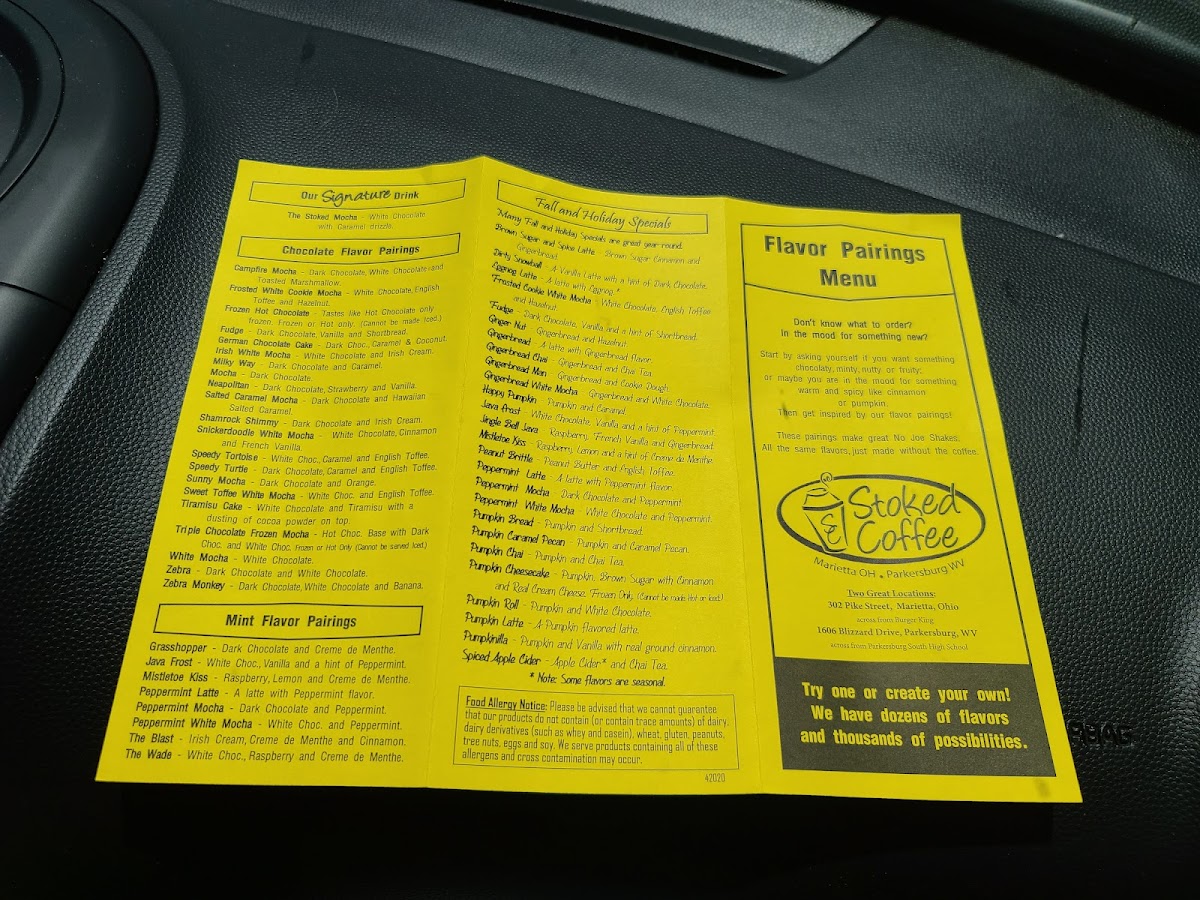 Our Signature Drink
The Stoked Mocha - White Chocolate
with Caramel drizzle.
Chocolate Flavor Pairings
Campfire Mocha - Dark Chocolate, White Chocolate and
Toasted Marshmallow.
Frosted White Cookie Mocha - White Chocolate, English
Toffee and Hazelnut.
Frozen Hot Chocolate - Tastes like Hot Chocolate only
frozen. Frozen or Hot only. (Cannot be made Iced.)
Fudge - Dark Chocolate, Vanilla and Shortbread.
German Chocolate Cake - Dark Choc., Caramel & Coconut.
Irish White Mocha - White Chocolate and Irish Cream.
Milky Way - Dark Chocolate and Caramel.
Mocha - Dark Chocolate.
Neapolitan - Dark Chocolate, Strawberry and Vanilla.
Salted Caramel Mocha - Dark Chocolate and Hawaiian
Salted Caramel.
Shamrock Shimmy - Dark Chocolate and Irish Cream.
Snickerdoodle White Mocha - White Chocolate, Cinnamon
and French Vanilla.
Speedy Tortoise - White Choc., Caramel and English Toffee.
Speedy Turtle - Dark Chocolate, Caramel and English Toffee.
Sunny Mocha - Dark Chocolate and Orange.
Sweet Toffee White Mocha - White Choc. and English Toffee.
Tiramisu Cake - White Chocolate and Tiramisu with a
dusting of cocoa powder on top.
Triple Chocolate Frozen Mocha - Hot Choc. Base with Dark
Choc. and White Choc. Frozen or Hot Only (Cannot be served Iced.)
White Mocha - White Chocolate.
Zebra - Dark Chocolate and White Chocolate.
Zebra Monkey - Dark Chocolate, White Chocolate and Banana.
Mint Flavor Pairings
Grasshopper - Dark Chocolate and Creme de Menthe.
Java Frost - White Choc., Vanilla and a hint of Peppermint.
Mistletoe Kiss - Raspberry, Lemon and Creme de Menthe.
Peppermint Latte - A latte with Peppermint flavor.
Peppermint Mocha - Dark Chocolate and Peppermint.
Peppermint White Mocha - White Choc. and Peppermint.
The Blast - Irish Cream, Creme de Menthe and Cinnamon.
The Wade - White Choc., Raspberry and Creme de Menthe.
Fall and Holiday Specials
Many Fall and Holiday Specials are great year-round.
Brown Sugar and Spice Latte - Brown Sugar Cinnamon and
Gingerbread.
Dirty Snowball - A Vanilla Latte with a hint of Dark Chocolate.
Eggnog Latte - A latte with Eggnog.*
Frosted Cookie White Mocha - White Chocolate, English Toffee
and Hazelnut.
Fudge - Dark Chocolate, Vanilla and a hint of Shortbread.
Ginger Nut - Gingerbread and Hazelnut.
Gingerbread - A latte with Gingerbread flavor.
Gingerbread Chai - Gingerbread and Chai Tea.
Gingerbread Man - Gingerbread and Cookie Dough.
Gingerbread White Mocha - Gingerbread and White Chocolate.
Happy Pumpkin - Pumpkin and Caramel.
Java Frost - White Chocolate, Vanilla and a hint of Peppermint.
Jingle Bell Java - Raspberry, French Vanilla and Gingerbread.
Mistletoe Kiss - Raspberry, Lemon and a hint of Creme de Menthe.
Peanut Brittle - Peanut Butter and English Toffee.
Peppermint Latte - A latte with Peppermint flavor.
Peppermint Mocha - Dark Chocolate and Peppermint.
Peppermint White Mocha - White Chocolate and Peppermint.
Pumpkin Bread - Pumpkin and Shortbread.
Pumpkin Caramel Pecan - Pumpkin and Caramel Pecan.
Pumpkin Chai - Pumpkin and Chai Tea.
Pumpkin Cheesecake - Pumpkin, Brown Sugar with Cinnamon
and Real Cream Cheese. Frozen Only. (Cannot be made Hot or Iced.)
Pumpkin Roll - Pumpkin and White Chocolate.
Pumpkin Latte - A Pumpkin flavored latte.
Pumpkinilla - Pumpkin and Vanilla with real ground cinnamon.
Spiced Apple Cider - Apple Cider* and Chai Tea.
* Note: Some flavors are seasonal.
Food Allergy Notice: Please be advised that we cannot guarantee
that our products do not contain (or contain trace amounts) of dairy,
dairy derivatives (such as whey and casein), wheat, gluten, peanuts,
tree nuts, eggs and soy. We serve products containing all of these
allergens and cross contamination may occur.
42020
Flavor Pairings
Menu
Don't know what to order?
In the mood for something new?
Start by asking yourself if you want something
chocolaty, minty, nutty or fruity;
or maybe you are in the mood for something
warm and spicy like cinnamon
or pumpkin.
Then get inspired by our flavor pairings!
These pairings make great No Joe Shakes.
All the same flavors, just made without the coffee.
Stoked
Coffee
Marietta OH • Parkersburg WV
Two Great Locations:
302 Pike Street, Marietta, Ohio
across from Burger King
1606 Blizzard Drive, Parkersburg, WV
across from Parkersburg South High School
Try one or create your own!
We have dozens of flavors
and thousands of possibilities.